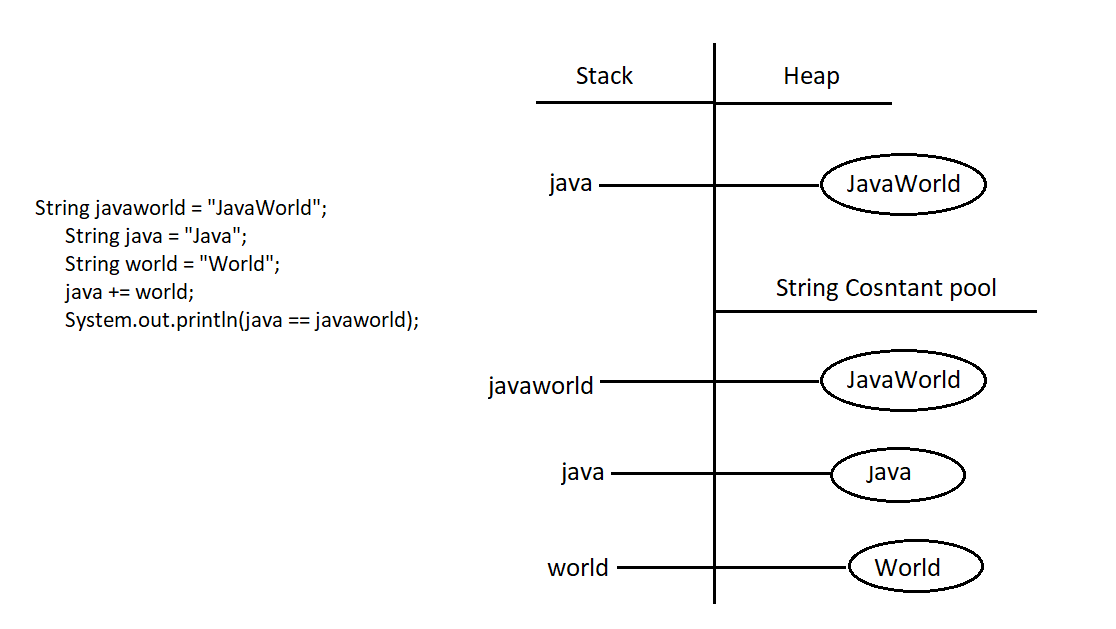 String javaworld = "JavaWorld";
String java = "Java";
String world = "World";
java += world;
System.out.println(java == javaworld);
Stack
Heap
java
JavaWorld
String Cosntant pool
javaworld
JavaWorld
java
Java
world
World